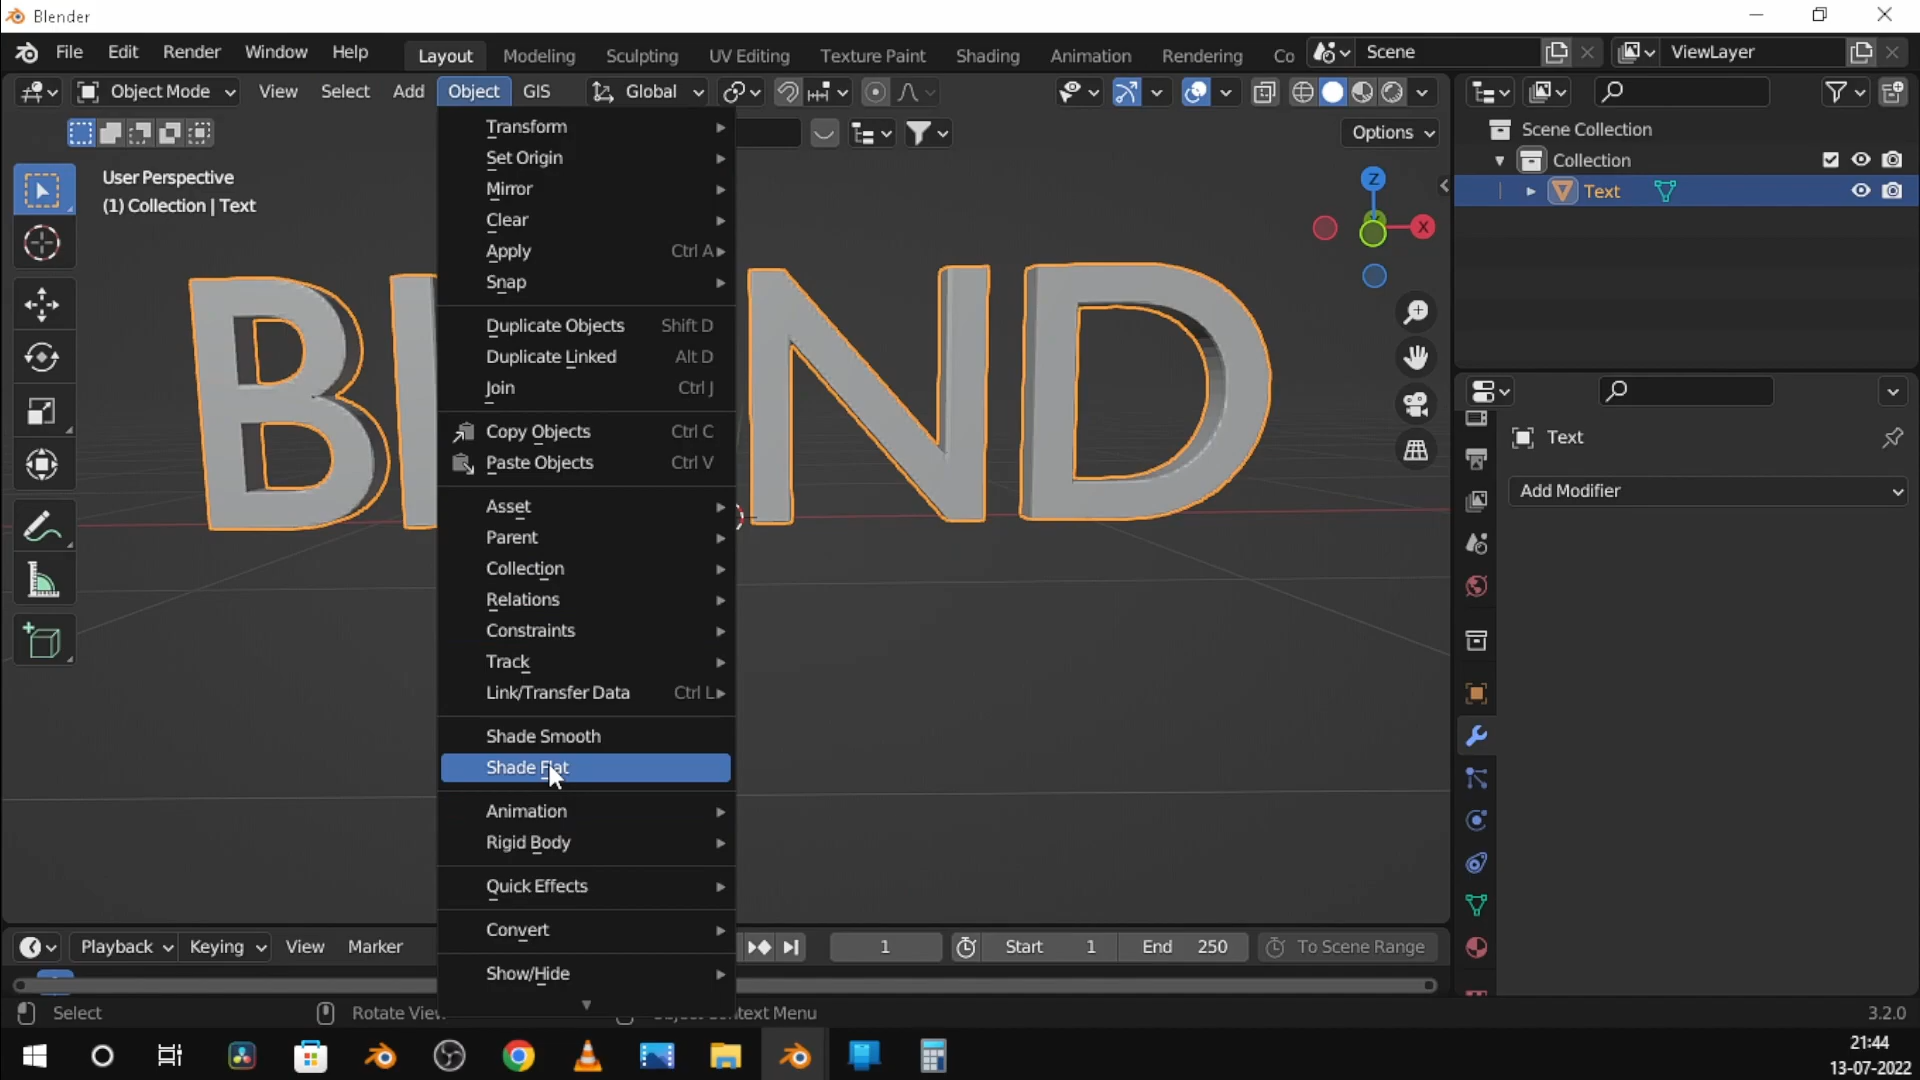 Blender
File Edit Render Window Help Layout Modeling Sculpting UV Editing Texture Paint Shading Animation Rendering Co Scene ViewLayer
Object Mode View Select Add Object GIS Global
Options
User Perspective
(1) Collection | Text
Transform
Set Origin
Mirror
Clear
Apply Ctrl A
Snap
Duplicate Objects Shift D
Duplicate Linked Alt D
Join Ctrl J
Copy Objects Ctrl C
Paste Objects Ctrl V
Asset
Parent
Collection
Relations
Constraints
Track
Link/Transfer Data Ctrl L
Shade Smooth
Shade Flat
Animation
Rigid Body
Quick Effects
Convert
Show/Hide
ND
Z
X
Scene Collection
Collection
Text
Text
Add Modifier
Playback Keying View Marker 1 Start 1 End 250 To Scene Range
Select Rotate View Context Menu 3.2.0
21:44
13-07-2022